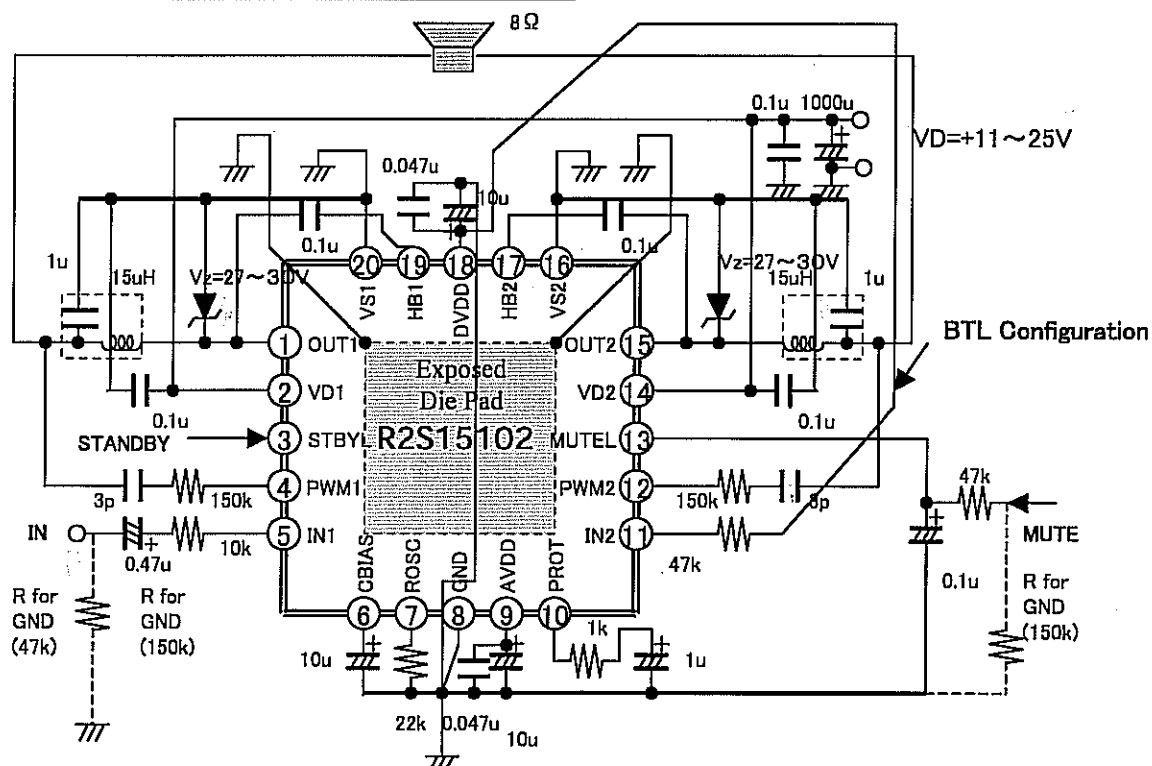 8Ω
0.1u 1000u
VD=+11～25V
0.047u
10u
0.1u
0.1u
1u
15uH
Vz=27～30V
Vz=27～30V
15uH
1u
20 19 18 17 16
VS1 HB1 DVDD HB2 VS2
BTL Configuration
1 OUT1
OUT2 15
Exposed
Die Pad
R2S15102
2 VD1
VD2 14
0.1u
0.1u
STANDBY
3 STBYL
MUTEL 13
47k
4 PWM1
PWM2 12
3p
150k
150k
3p
MUTE
IN
5 IN1
IN2 11
0.47u
10k
47k
0.1u
CBIAS ROSC GND AVDD PROT
6 7 8 9 10
R for
GND
(47k)
R for
GND
(150k)
R for
GND
(150k)
10u
1k
1u
22k
0.047u
10u